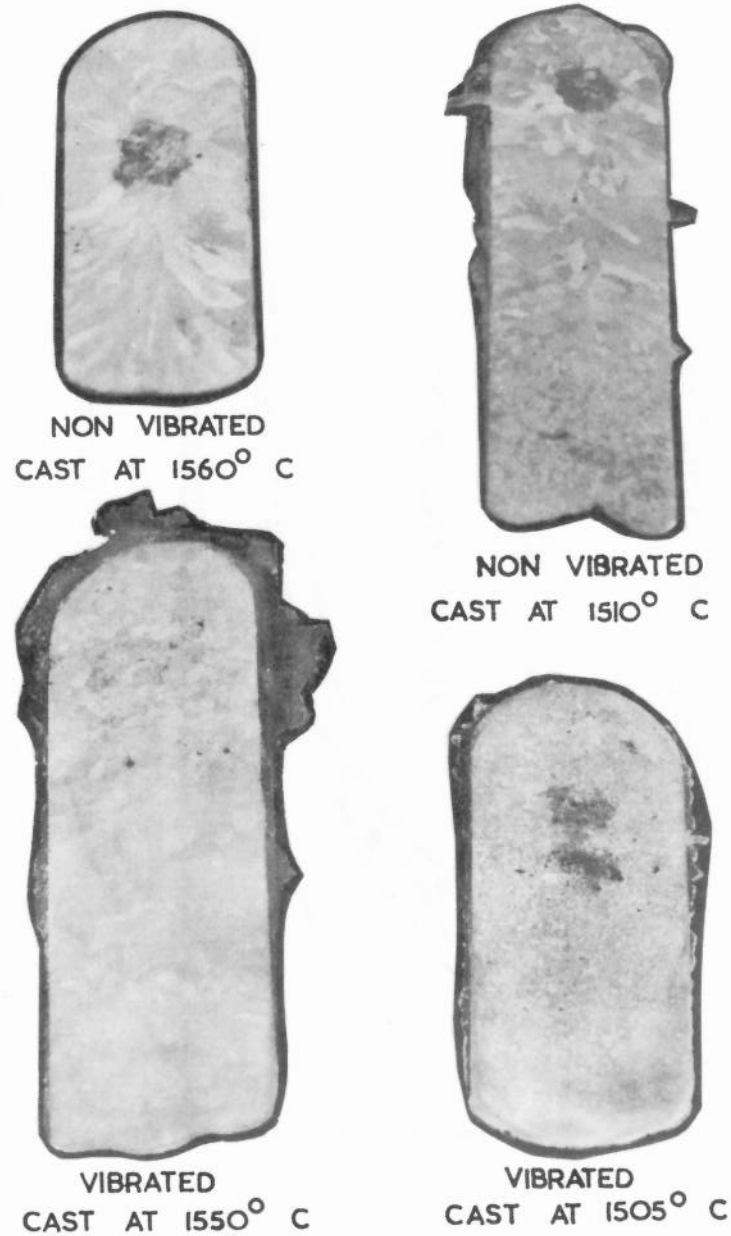 NON VIBRATED
CAST AT 1560° C
NON VIBRATED
CAST AT 1510° C
VIBRATED
CAST AT 1550° C
VIBRATED
CAST AT 1505° C